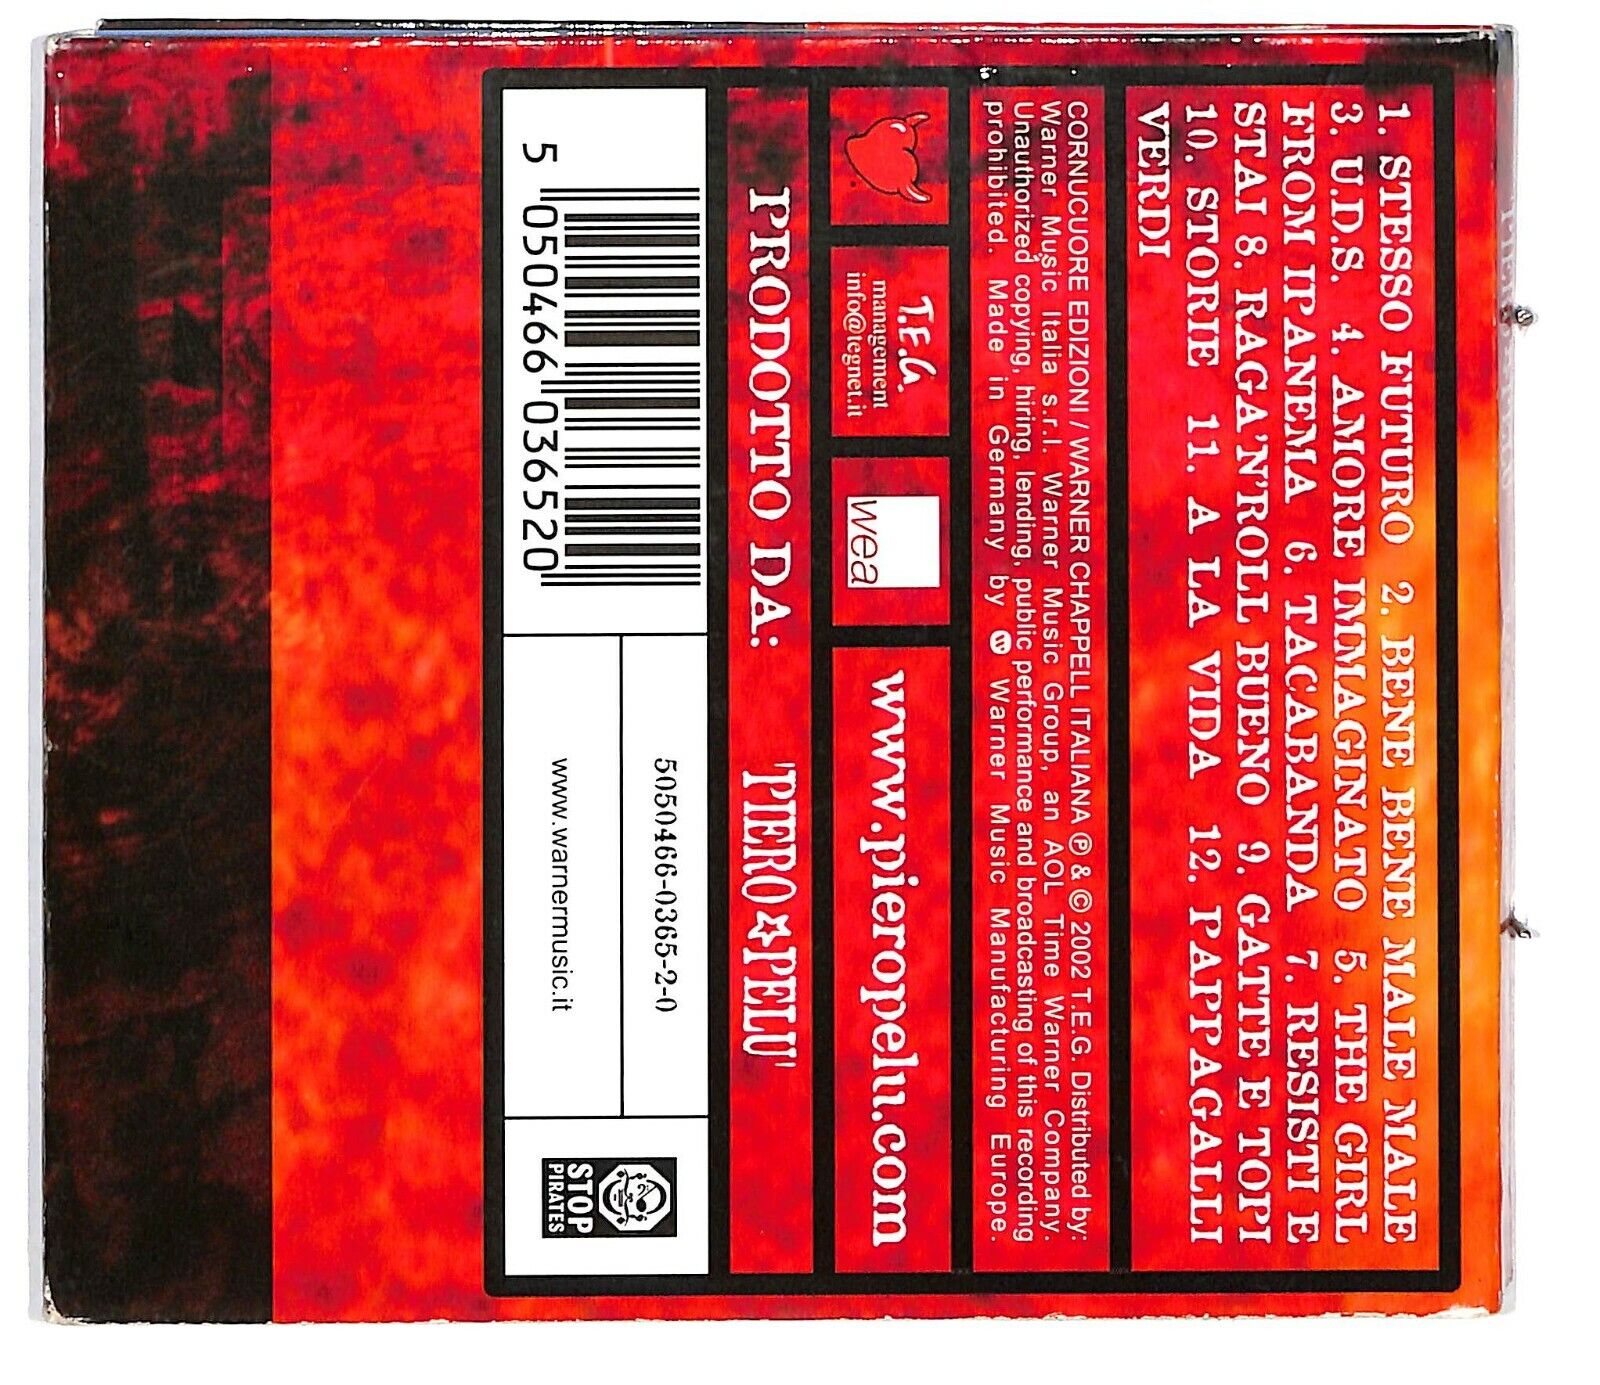 1. STESSO FUTURO 2. BENE BENE MALE MALE
3. U.D.S. 4. AMORE IMMAGINATO 5. THE GIRL
FROM IPANEMA 6. TACABANDA 7. RESISTI E
STAI 8. RAGA'N'ROLL BUENO 9. GATTE E TOPI
10. STORIE 11. A LA VIDA 12. PAPPAGALLI
VERDI
CORNUCUORE EDIZIONI / WARNER CHAPPELL ITALIANA ℗ & © 2002 T.E.G. Distributed by:
Warner Music Italia s.r.l. Warner Music Group, an AOL Time Warner Company.
Unauthorized copying, hiring, lending, public performance and broadcasting of this recording
prohibited. Made in Germany by Warner Music Manufacturing Europe.
T.E.G.
management
info@tegnet.it
wea
www.pieropelu.com
PRODOTTO DA: 'PIERO☆PELU'
5 050466 036520
5050466-0365-2-0
www.warnermusic.it
STOP
PIRATES